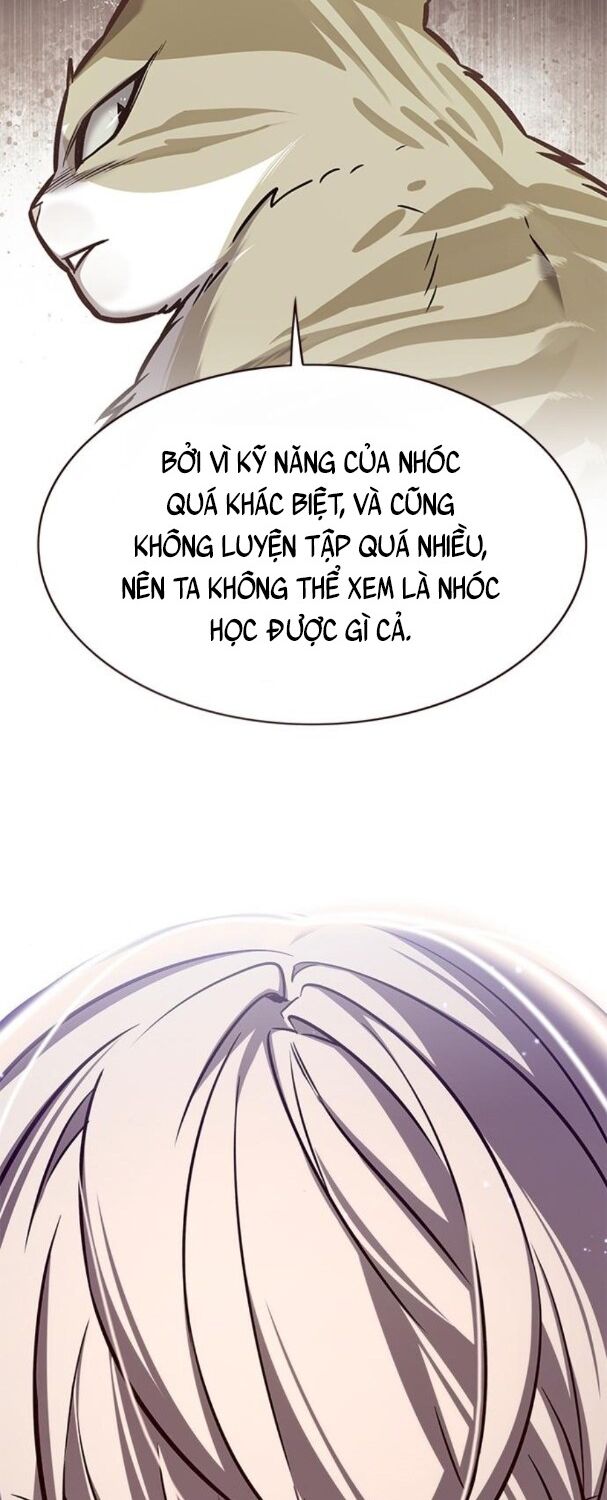 BỞI VÌ KỸ NĂNG CỦA NHÓC
QUÁ KHÁC BIỆT, VÀ CŨNG
KHÔNG LUYỆN TẬP QUÁ NHIỀU,
NÊN TA KHÔNG THỂ XEM LÀ NHÓC
HỌC ĐƯỢC GÌ CẢ.